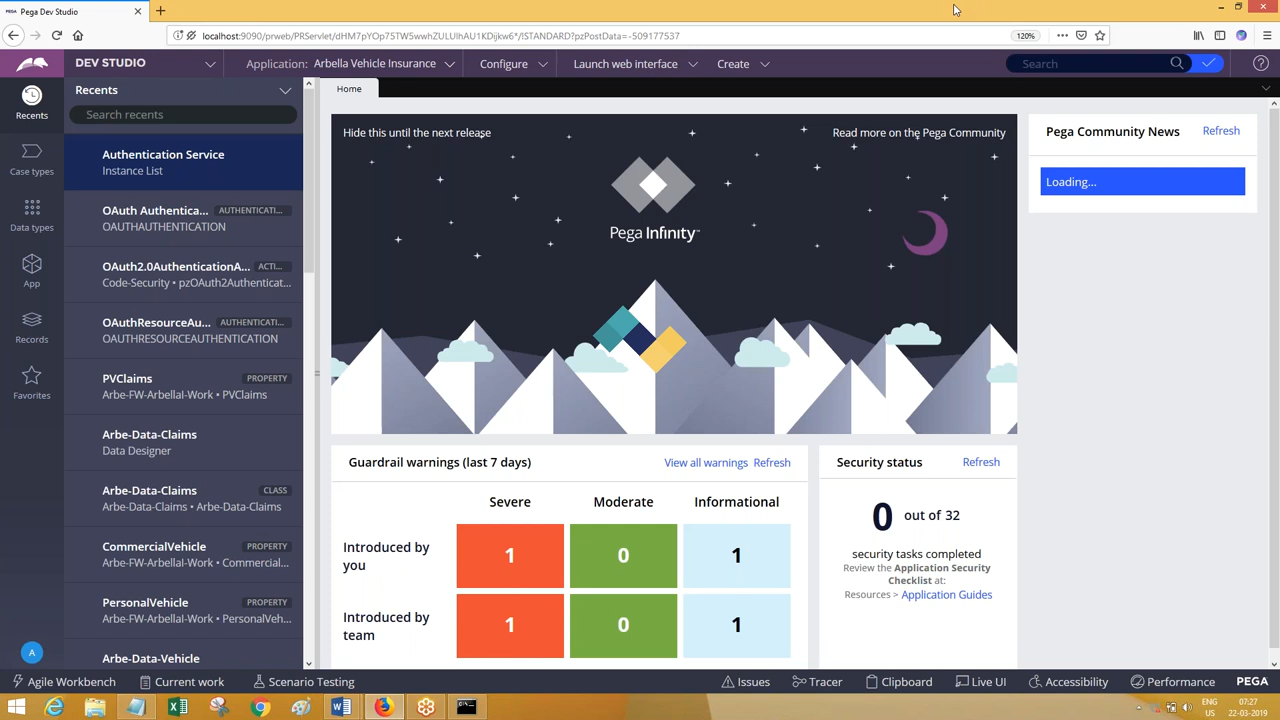 PEGA Pega Dev Studio
localhost:9090/prweb/PRServlet/dHM7pYOp75TW5wwhZULUlhAU1KDijkw6*/!STANDARD?pzPostData=-509177537
120%
DEV STUDIO
Application: Arbella Vehicle Insurance
Configure
Launch web interface
Create
Search
Recents
Case types
Data types
App
Records
Favorites
A
Recents
Search recents
Authentication Service
Instance List
OAuth Authentica... AUTHENTICATI...
OAUTHAUTHENTICATION
OAuth2.0AuthenticationA... ACTI...
Code-Security • pzOAuth2Authenticat...
OAuthResourceAu... AUTHENTICATI...
OAUTHRESOURCEAUTHENTICATION
PVClaims PROPERTY
Arbe-FW-Arbellal-Work • PVClaims
Arbe-Data-Claims
Data Designer
Arbe-Data-Claims CLASS
Arbe-Data-Claims • Arbe-Data-Claims
CommercialVehicle PROPERTY
Arbe-FW-Arbellal-Work • Commercial...
PersonalVehicle PROPERTY
Arbe-FW-Arbellal-Work • PersonalVeh...
Arbe-Data-Vehicle
Home
Hide this until the next release
Read more on the Pega Community
Pega Infinity™
Pega Community News
Refresh
Loading...
Guardrail warnings (last 7 days)
View all warnings Refresh
Severe Moderate Informational
Introduced by you 1 0 1
Introduced by team 1 0 1
Security status
Refresh
0 out of 32
security tasks completed
Review the Application Security
Checklist at:
Resources > Application Guides
Agile Workbench
Current work
Scenario Testing
Issues
Tracer
Clipboard
Live UI
Accessibility
Performance
PEGA
ENG
US
07:27
22-03-2019